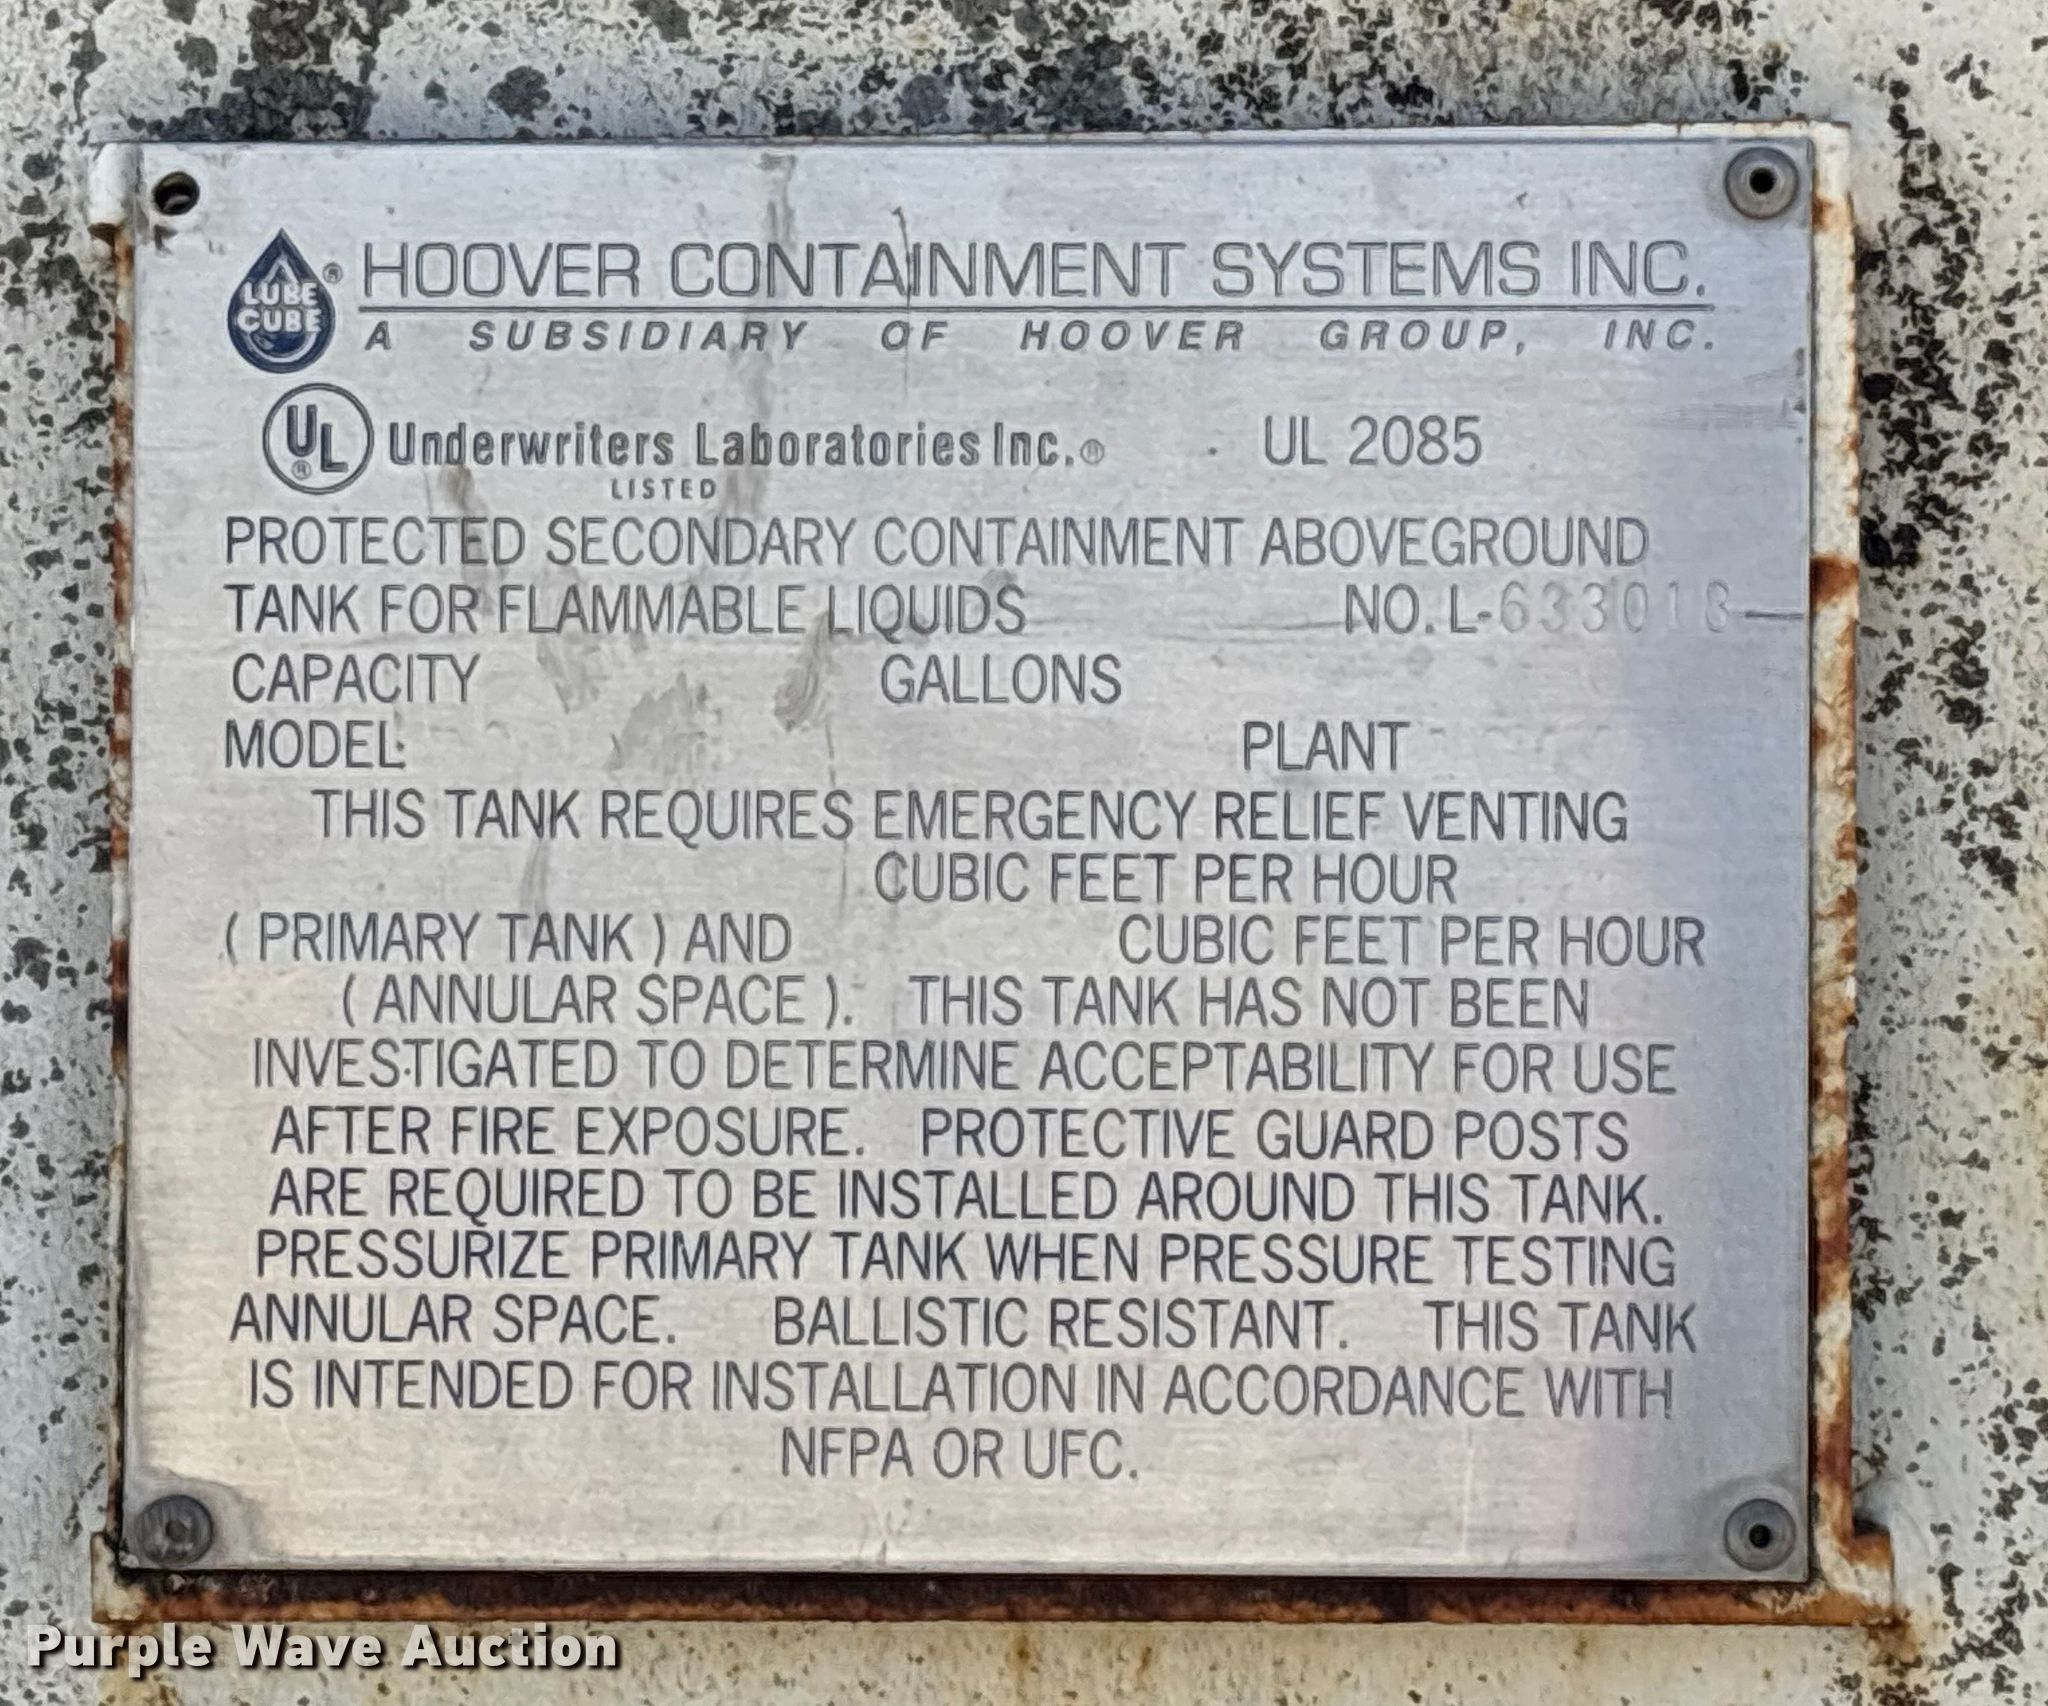 LUBE
CUBE
® HOOVER CONTAINMENT SYSTEMS INC.
A SUBSIDIARY OF HOOVER GROUP, INC.
UL® Underwriters Laboratories Inc.® UL 2085
LISTED
PROTECTED SECONDARY CONTAINMENT ABOVEGROUND
TANK FOR FLAMMABLE LIQUIDS NO. L-633018
CAPACITY GALLONS
MODEL PLANT
THIS TANK REQUIRES EMERGENCY RELIEF VENTING
CUBIC FEET PER HOUR
( PRIMARY TANK ) AND CUBIC FEET PER HOUR
( ANNULAR SPACE ). THIS TANK HAS NOT BEEN
INVESTIGATED TO DETERMINE ACCEPTABILITY FOR USE
AFTER FIRE EXPOSURE. PROTECTIVE GUARD POSTS
ARE REQUIRED TO BE INSTALLED AROUND THIS TANK.
PRESSURIZE PRIMARY TANK WHEN PRESSURE TESTING
ANNULAR SPACE. BALLISTIC RESISTANT. THIS TANK
IS INTENDED FOR INSTALLATION IN ACCORDANCE WITH
NFPA OR UFC.
Purple Wave Auction